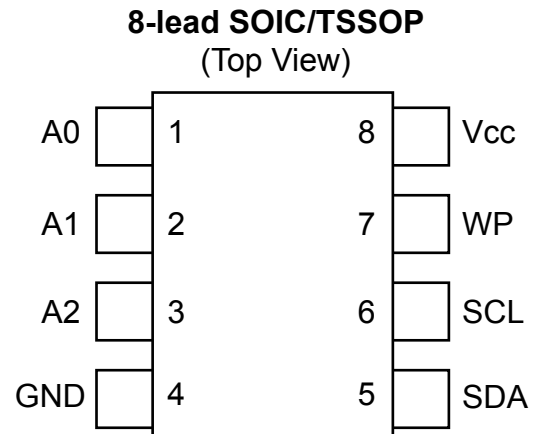 8-lead SOIC/TSSOP
(Top View)
A0 1 8 Vcc
A1 2 7 WP
A2 3 6 SCL
GND 4 5 SDA